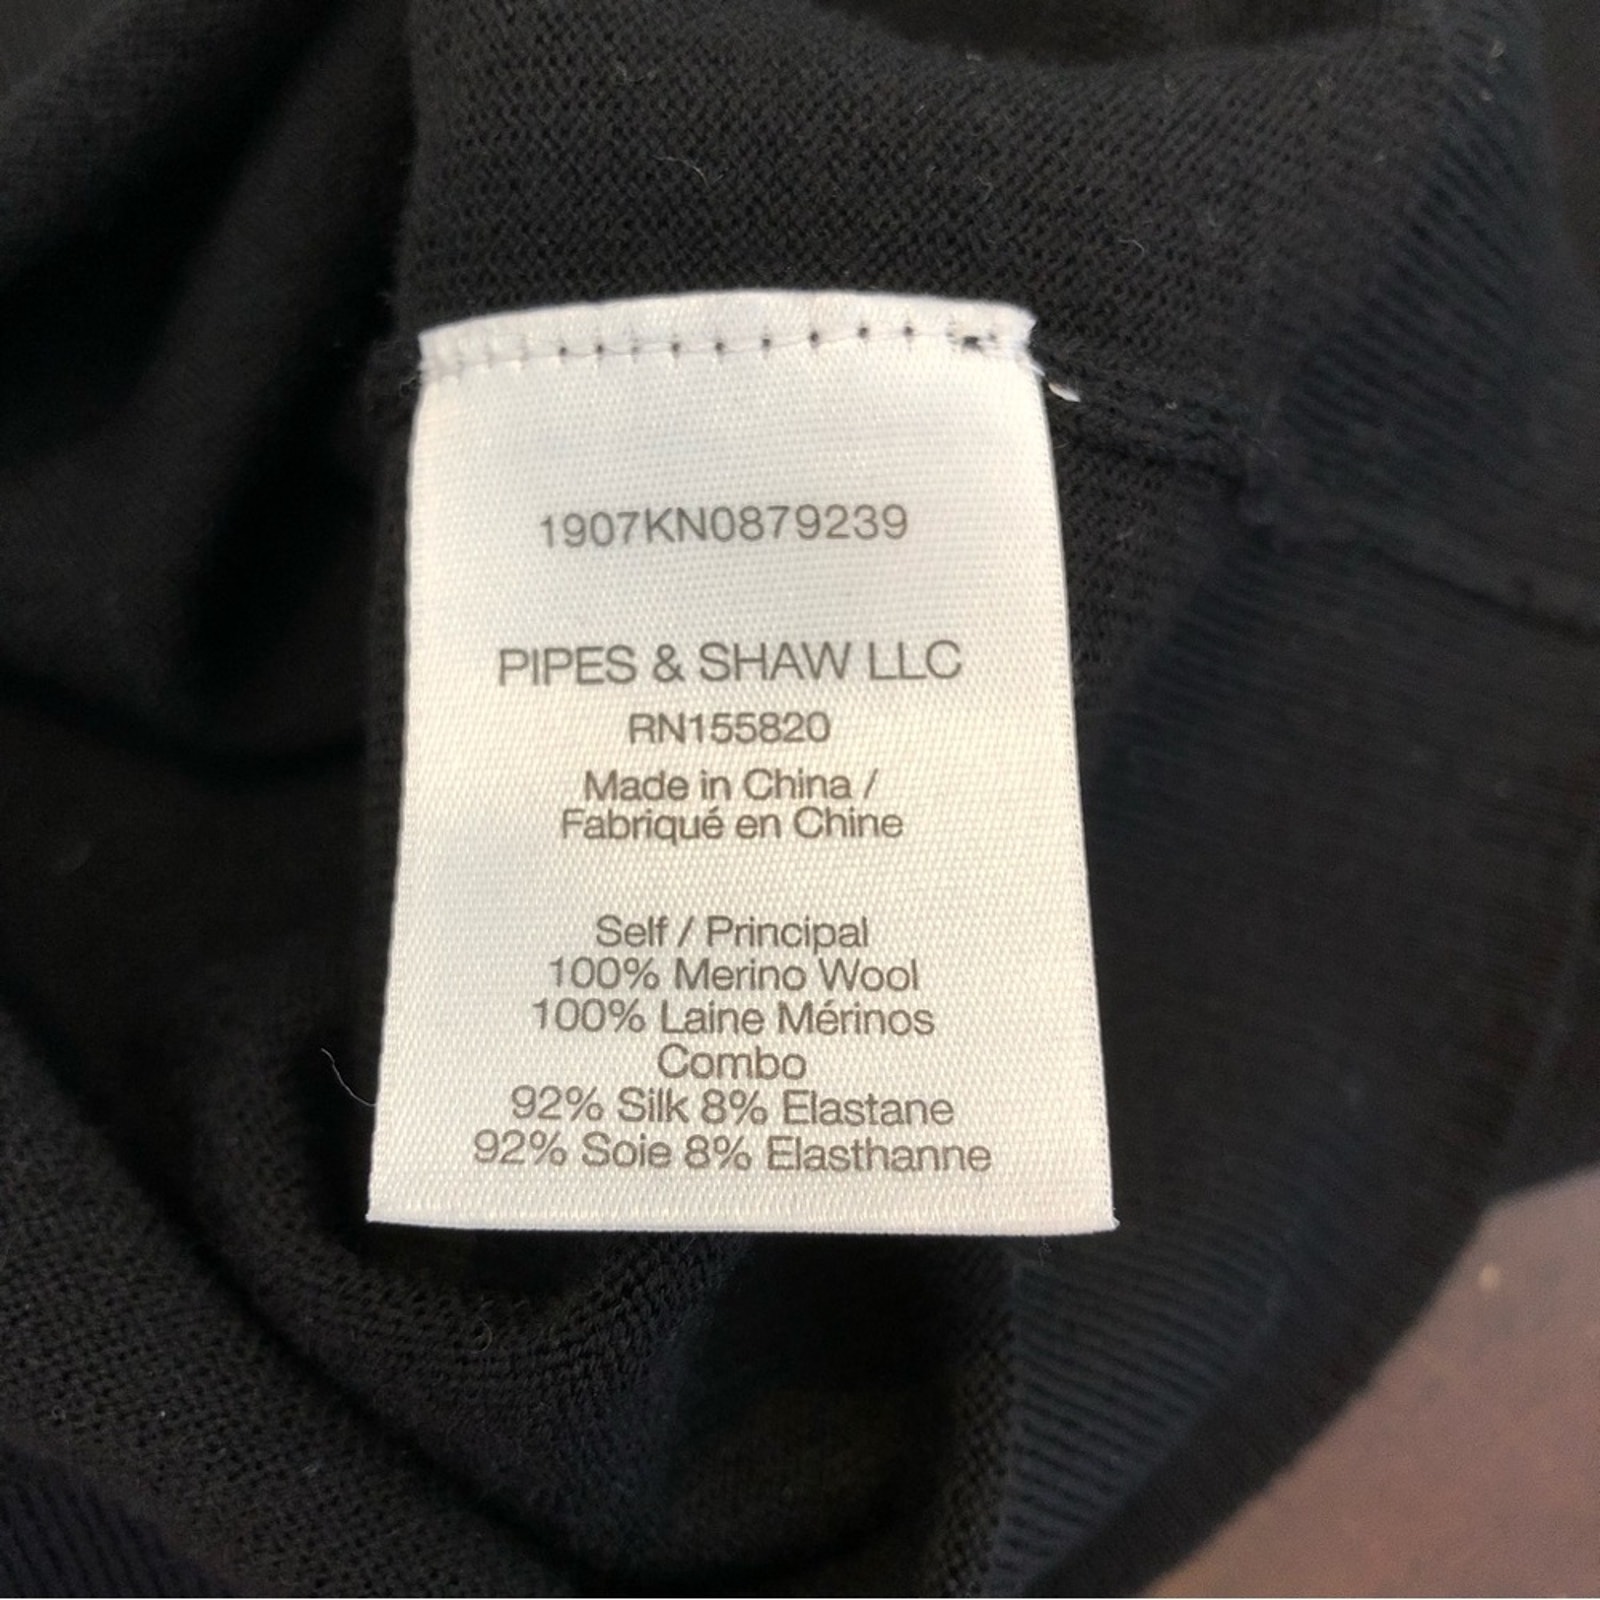 1907KN0879239
PIPES & SHAW LLC
RN155820
Made in China /
Fabriqué en Chine
Self / Principal
100% Merino Wool
100% Laine Mérinos
Combo
92% Silk 8% Elastane
92% Soie 8% Elasthanne